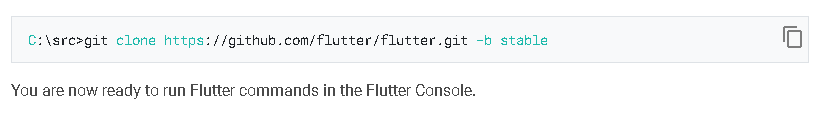 C:\src>git clone https://github.com/flutter/flutter.git -b stable
You are now ready to run Flutter commands in the Flutter Console.